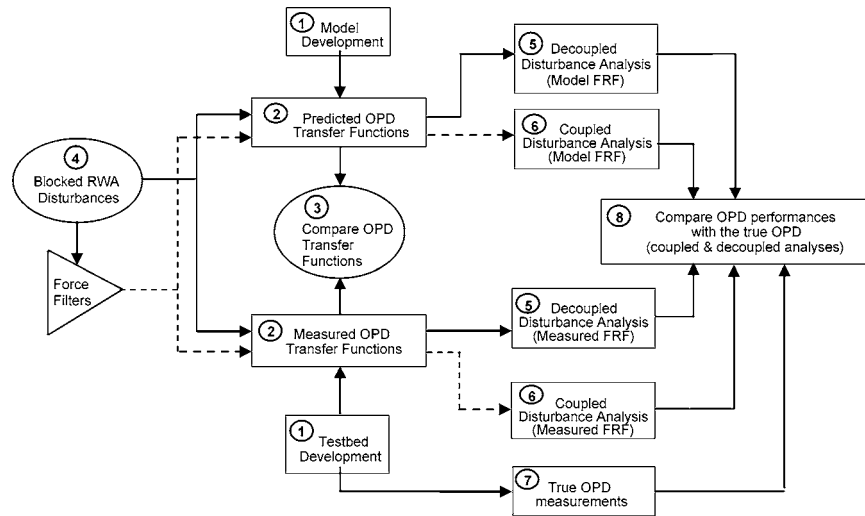 1
Model
Development
5
Decoupled
Disturbance Analysis
(Model FRF)
2
Predicted OPD
Transfer Functions
6
Coupled
Disturbance Analysis
(Model FRF)
4
Blocked RWA
Disturbances
3
Compare OPD
Transfer
Functions
8
Compare OPD performances
with the true OPD
(coupled & decoupled analyses)
Force
Filters
2
Measured OPD
Transfer Functions
5
Decoupled
Disturbance Analysis
(Measured FRF)
6
Coupled
Disturbance Analysis
(Measured FRF)
1
Testbed
Development
7
True OPD
measurements